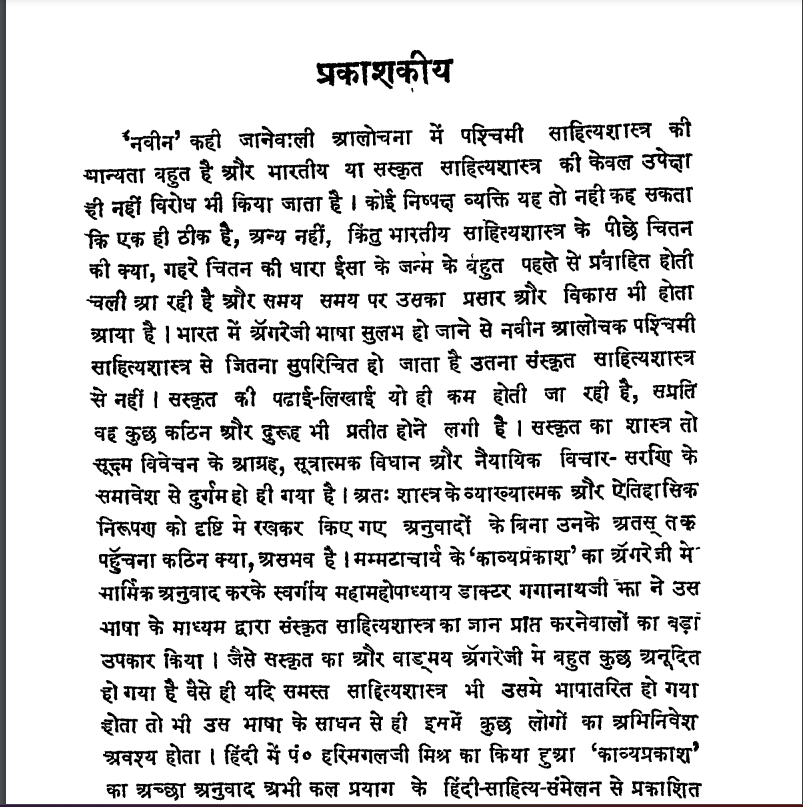 प्रकाशकीय
'नवीन' कही जानेवाली आलोचना में पश्चिमी साहित्यशास्त्र की
मान्यता बहुत है और भारतीय या सस्कृत साहित्यशास्त्र की केवल उपेक्षा
ही नहीं विरोध भी किया जाता है । कोई निष्पक्ष व्यक्ति यह तो नही कह सकता
कि एक ही ठीक है, अन्य नहीं, किंतु भारतीय साहित्यशास्त्र के पीछे चितन
की क्या, गहरे चितन की धारा ईसा के जन्म के बहुत पहले से प्रवाहित होती
चली आ रही है और समय समय पर उसका प्रसार और विकास भी होता
आया है । भारत में अँगरेजी भाषा सुलभ हो जाने से नवीन आलोचक पश्चिमी
साहित्यशास्त्र से जितना सुपरिचित हो जाता है उतना संस्कृत साहित्यशास्त्र
से नहीं । सस्कृत की पढाई-लिखाई यो ही कम होती जा रही है, सप्रति
वह कुछ कठिन और दुरूह भी प्रतीत होने लगी है । सस्कृत का शास्त्र तो
सूक्ष्म विवेचन के आग्रह, सूत्रात्मक विधान और नैयायिक विचार- सरणि के
समावेश से दुर्गम हो ही गया है । अतः शास्त्र के व्याख्यात्मक और ऐतिहासिक
निरूपण को दृष्टि मे रखकर किए गए अनुवादों के बिना उनके अतस् तक
पहुँचना कठिन क्या, असभव है । मम्मटाचार्य के 'काव्यप्रकाश' का अँगरेजी मे
मार्मिक अनुवाद करके स्वर्गीय महामहोपाध्याय डाक्टर गगानाथजी झा ने उस
भाषा के माध्यम द्वारा संस्कृत साहित्यशास्त्र का जान प्राप्त करनेवालों का बड़ा
उपकार किया । जैसे सस्कृत का और वाङ्मय अँगरेजी मे बहुत कुछ अनूदित
हो गया है वैसे ही यदि समस्त साहित्यशास्त्र भी उसमे भापातरित हो गया
होता तो भी उस भाषा के साधन से ही इसमें कुछ लोगों का अभिनिवेश
अवश्य होता । हिंदी में पं० हरिमगलजी मिश्र का किया हुआ 'काव्यप्रकाश'
का अच्छा अनुवाद अभी कल प्रयाग के हिंदी-साहित्य-संमेलन से प्रकाशित